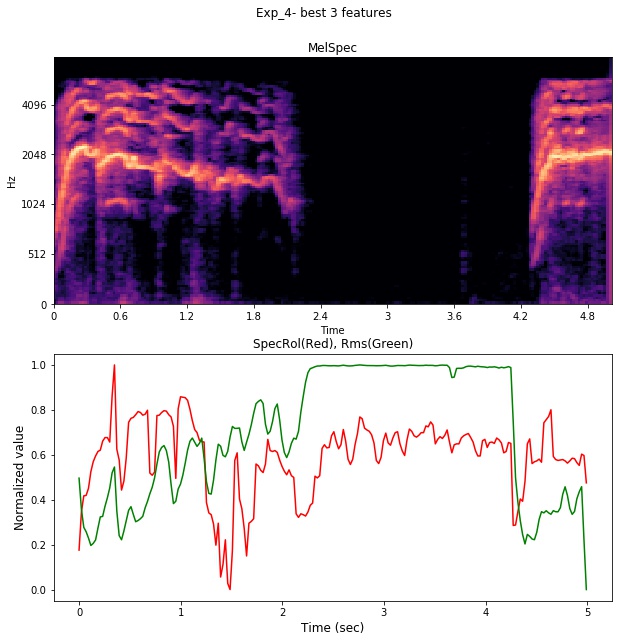 Exp_4- best 3 features
MelSpec
4096
2048
1024
512
0
Hz
0 0.6 1.2 1.8 2.4 3 3.6 4.2 4.8
Time
SpecRol(Red), Rms(Green)
1.0
0.8
0.6
0.4
0.2
0.0
Normalized value
0 1 2 3 4 5
Time (sec)